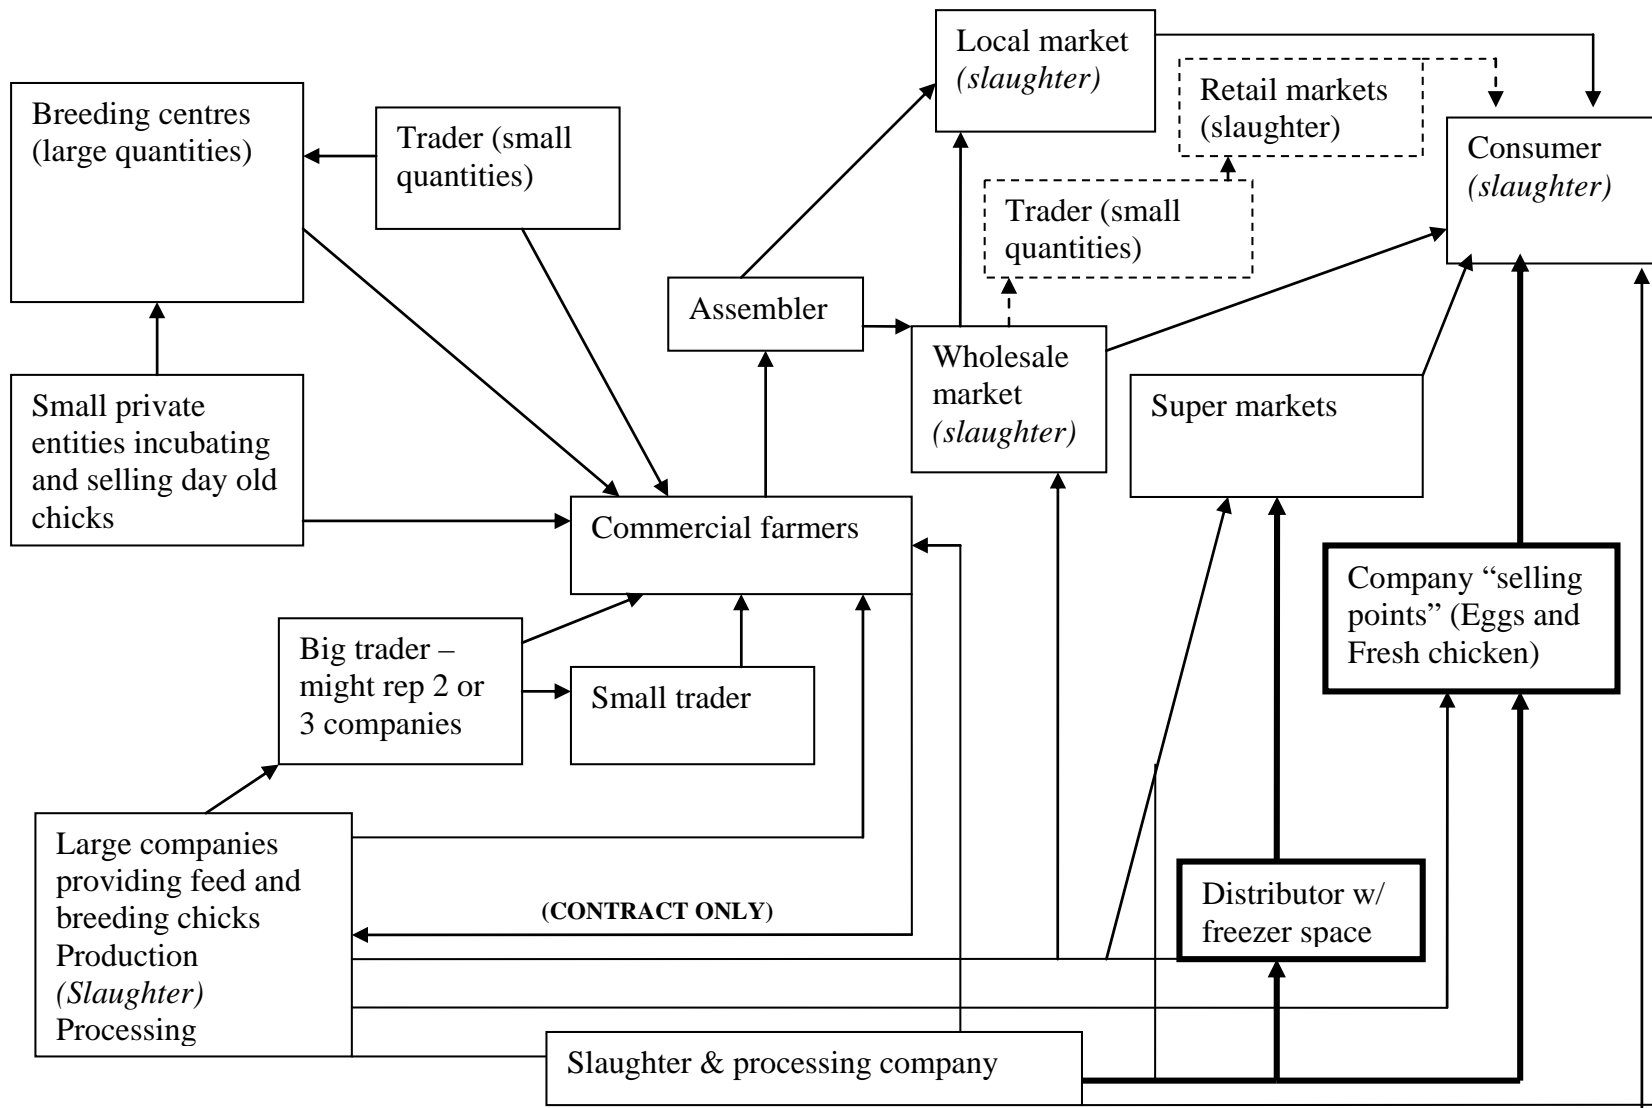 Local market
(slaughter)
Retail markets
(slaughter)
Breeding centres
(large quantities)
Trader (small
quantities)
Consumer
(slaughter)
Trader (small
quantities)
Assembler
Wholesale
market
(slaughter)
Super markets
Small private
entities incubating
and selling day old
chicks
Commercial farmers
Company “selling
points” (Eggs and
Fresh chicken)
Big trader –
might rep 2 or
3 companies
Small trader
Large companies
providing feed and
breeding chicks
Production
(Slaughter)
Processing
(CONTRACT ONLY)
Distributor w/
freezer space
Slaughter & processing company